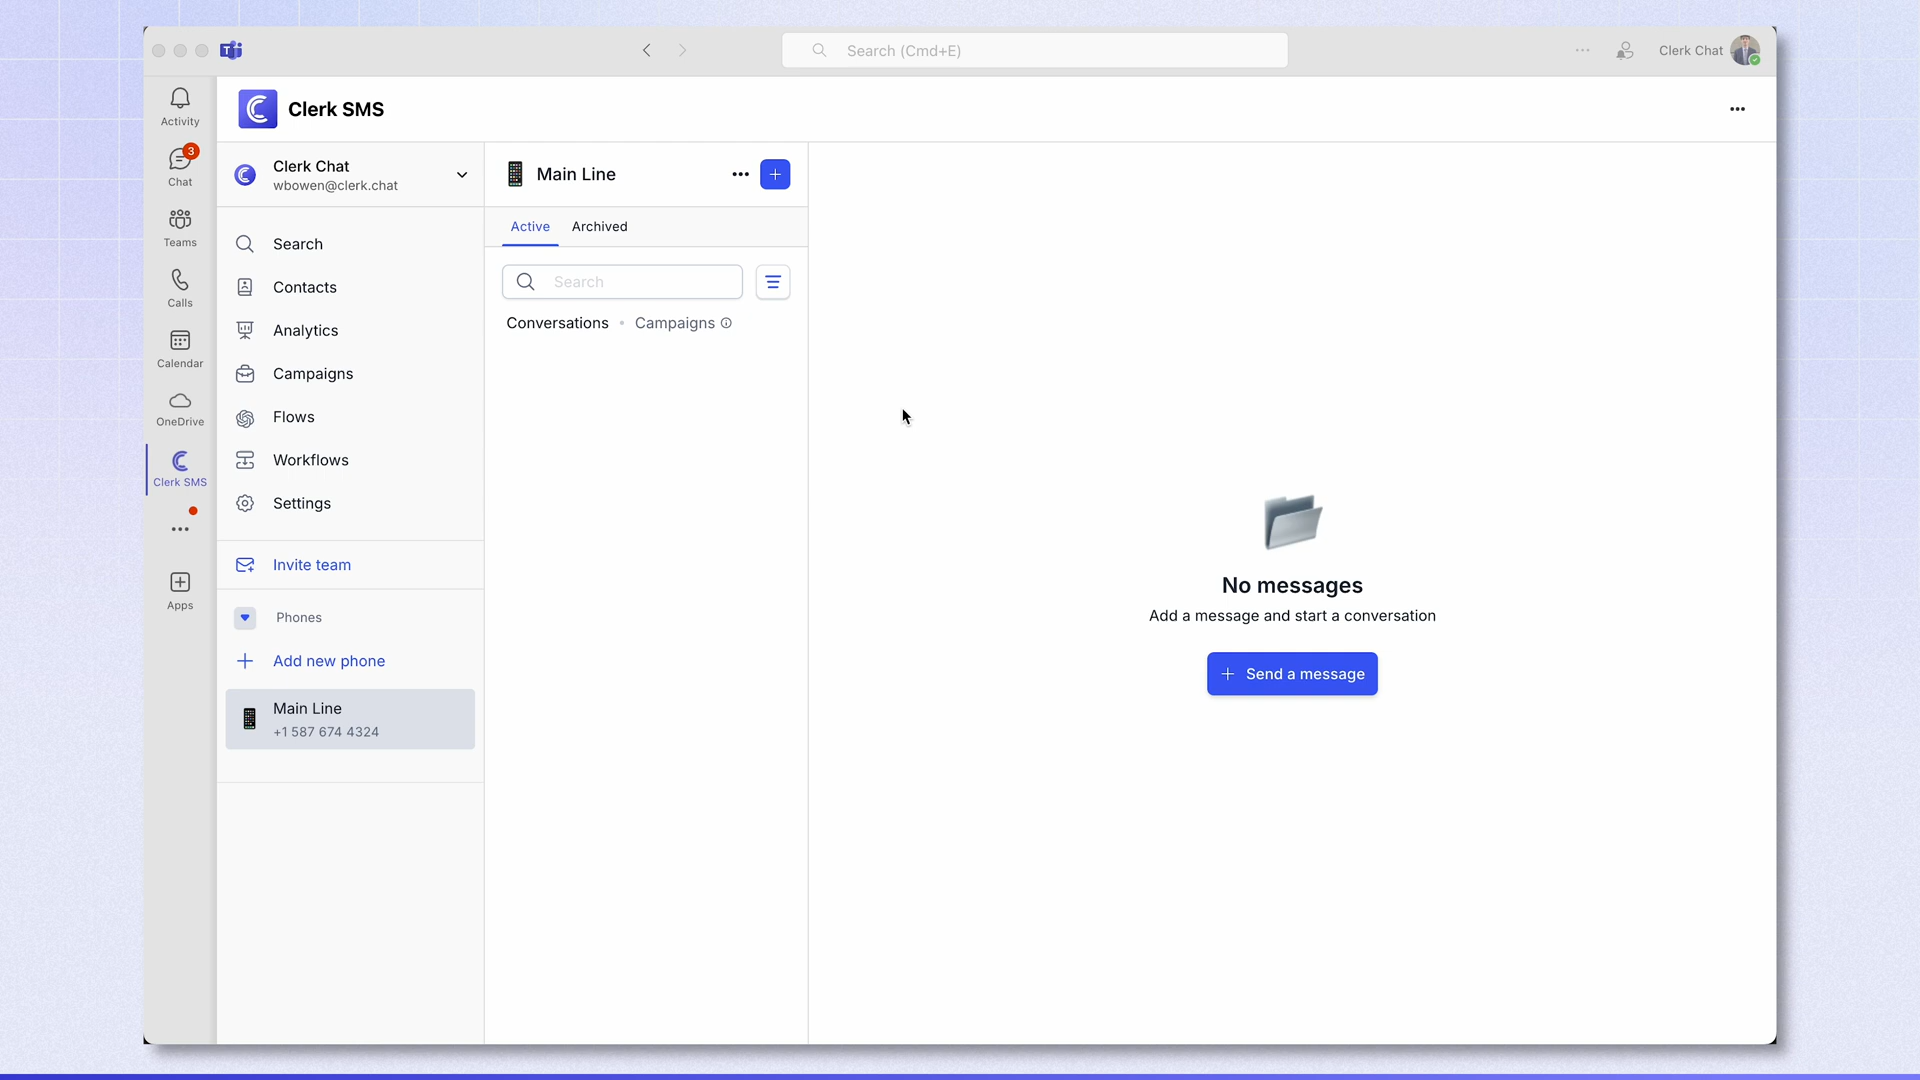 Search (Cmd+E)
Clerk Chat
Activity
3
Chat
Teams
Calls
Calendar
OneDrive
Clerk SMS
Apps
Clerk SMS
Clerk Chat
wbowen@clerk.chat
Search
Contacts
Analytics
Campaigns
Flows
Workflows
Settings
Invite team
Phones
Add new phone
Main Line
+1 587 674 4324
Main Line
Active Archived
Search
Conversations • Campaigns
No messages
Add a message and start a conversation
+ Send a message